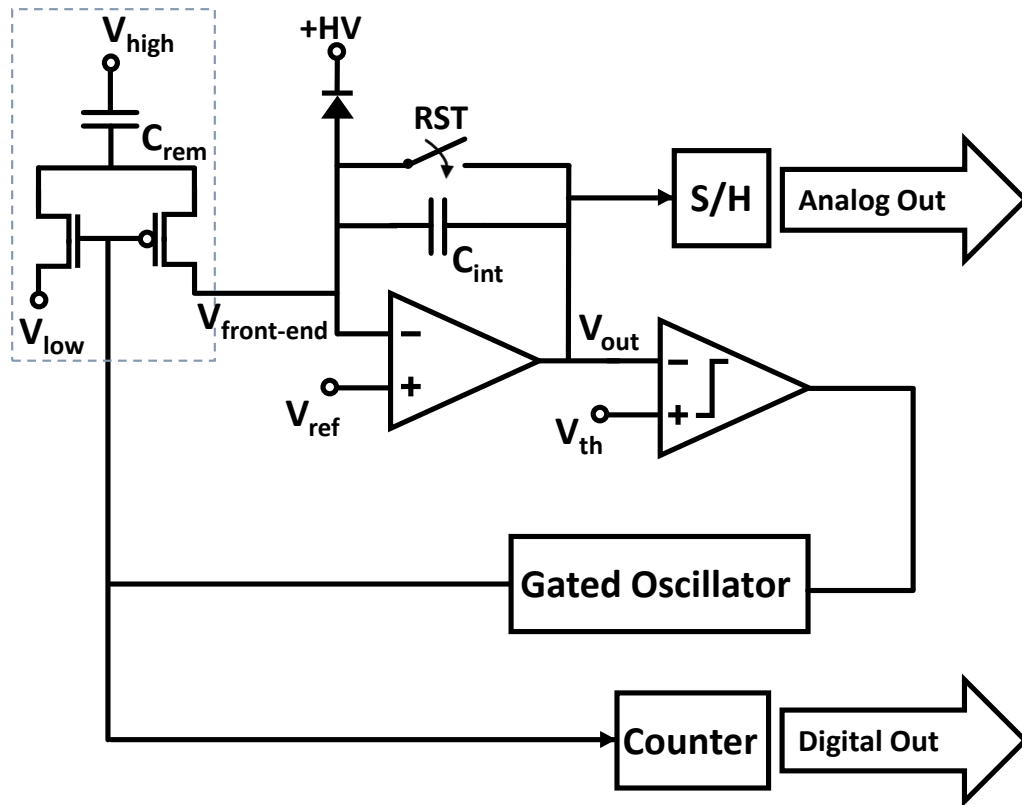 V_high
+HV
C_rem
RST
S/H
Analog Out
C_int
V_low
V_front-end
−
+
V_ref
V_out
−
+
V_th
Gated Oscillator
Counter
Digital Out